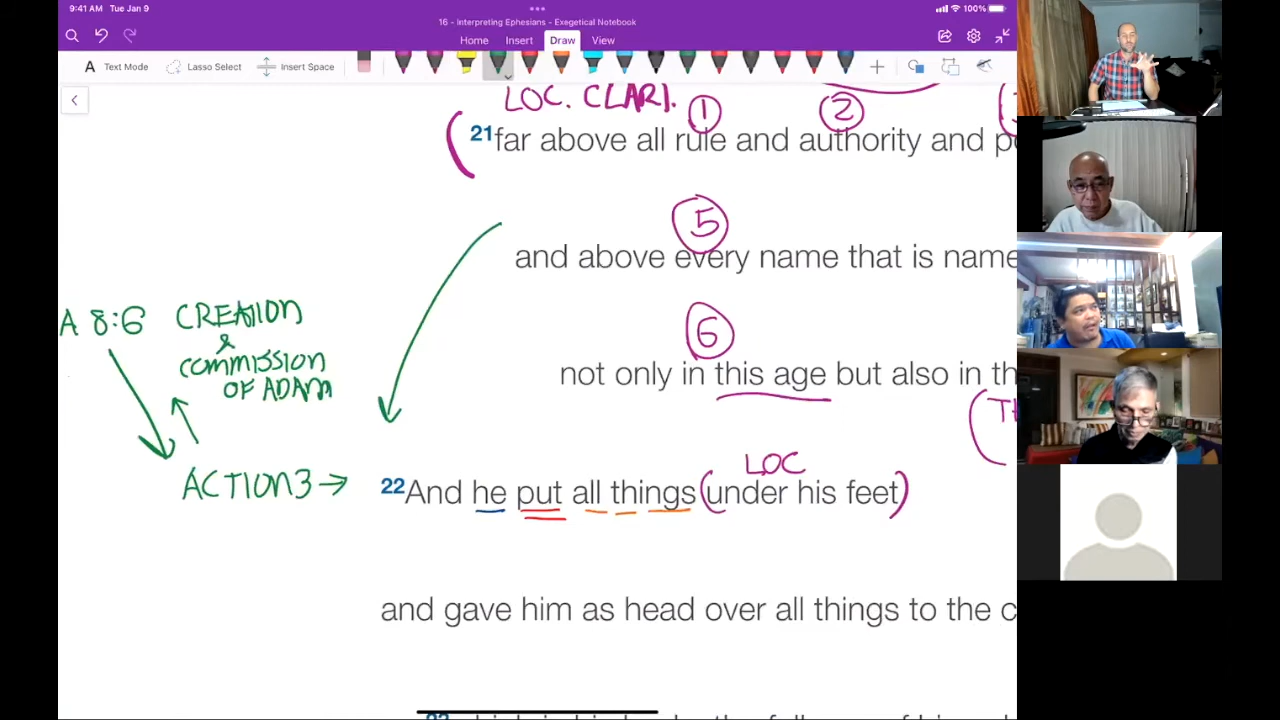 9:41 AM Tue Jan 9
100%
16 - Interpreting Ephesians - Exegetical Notebook
Home Insert Draw View
A Text Mode Lasso Select Insert Space
LOC. CLARI. 1 2
21 far above all rule and authority and p
5
and above every name that is name
6
not only in this age but also in th
A 8:6 CREATION
&
COMMISSION
OF ADAM
LOC
ACTION 3 → 22 And he put all things (under his feet)
and gave him as head over all things to the c